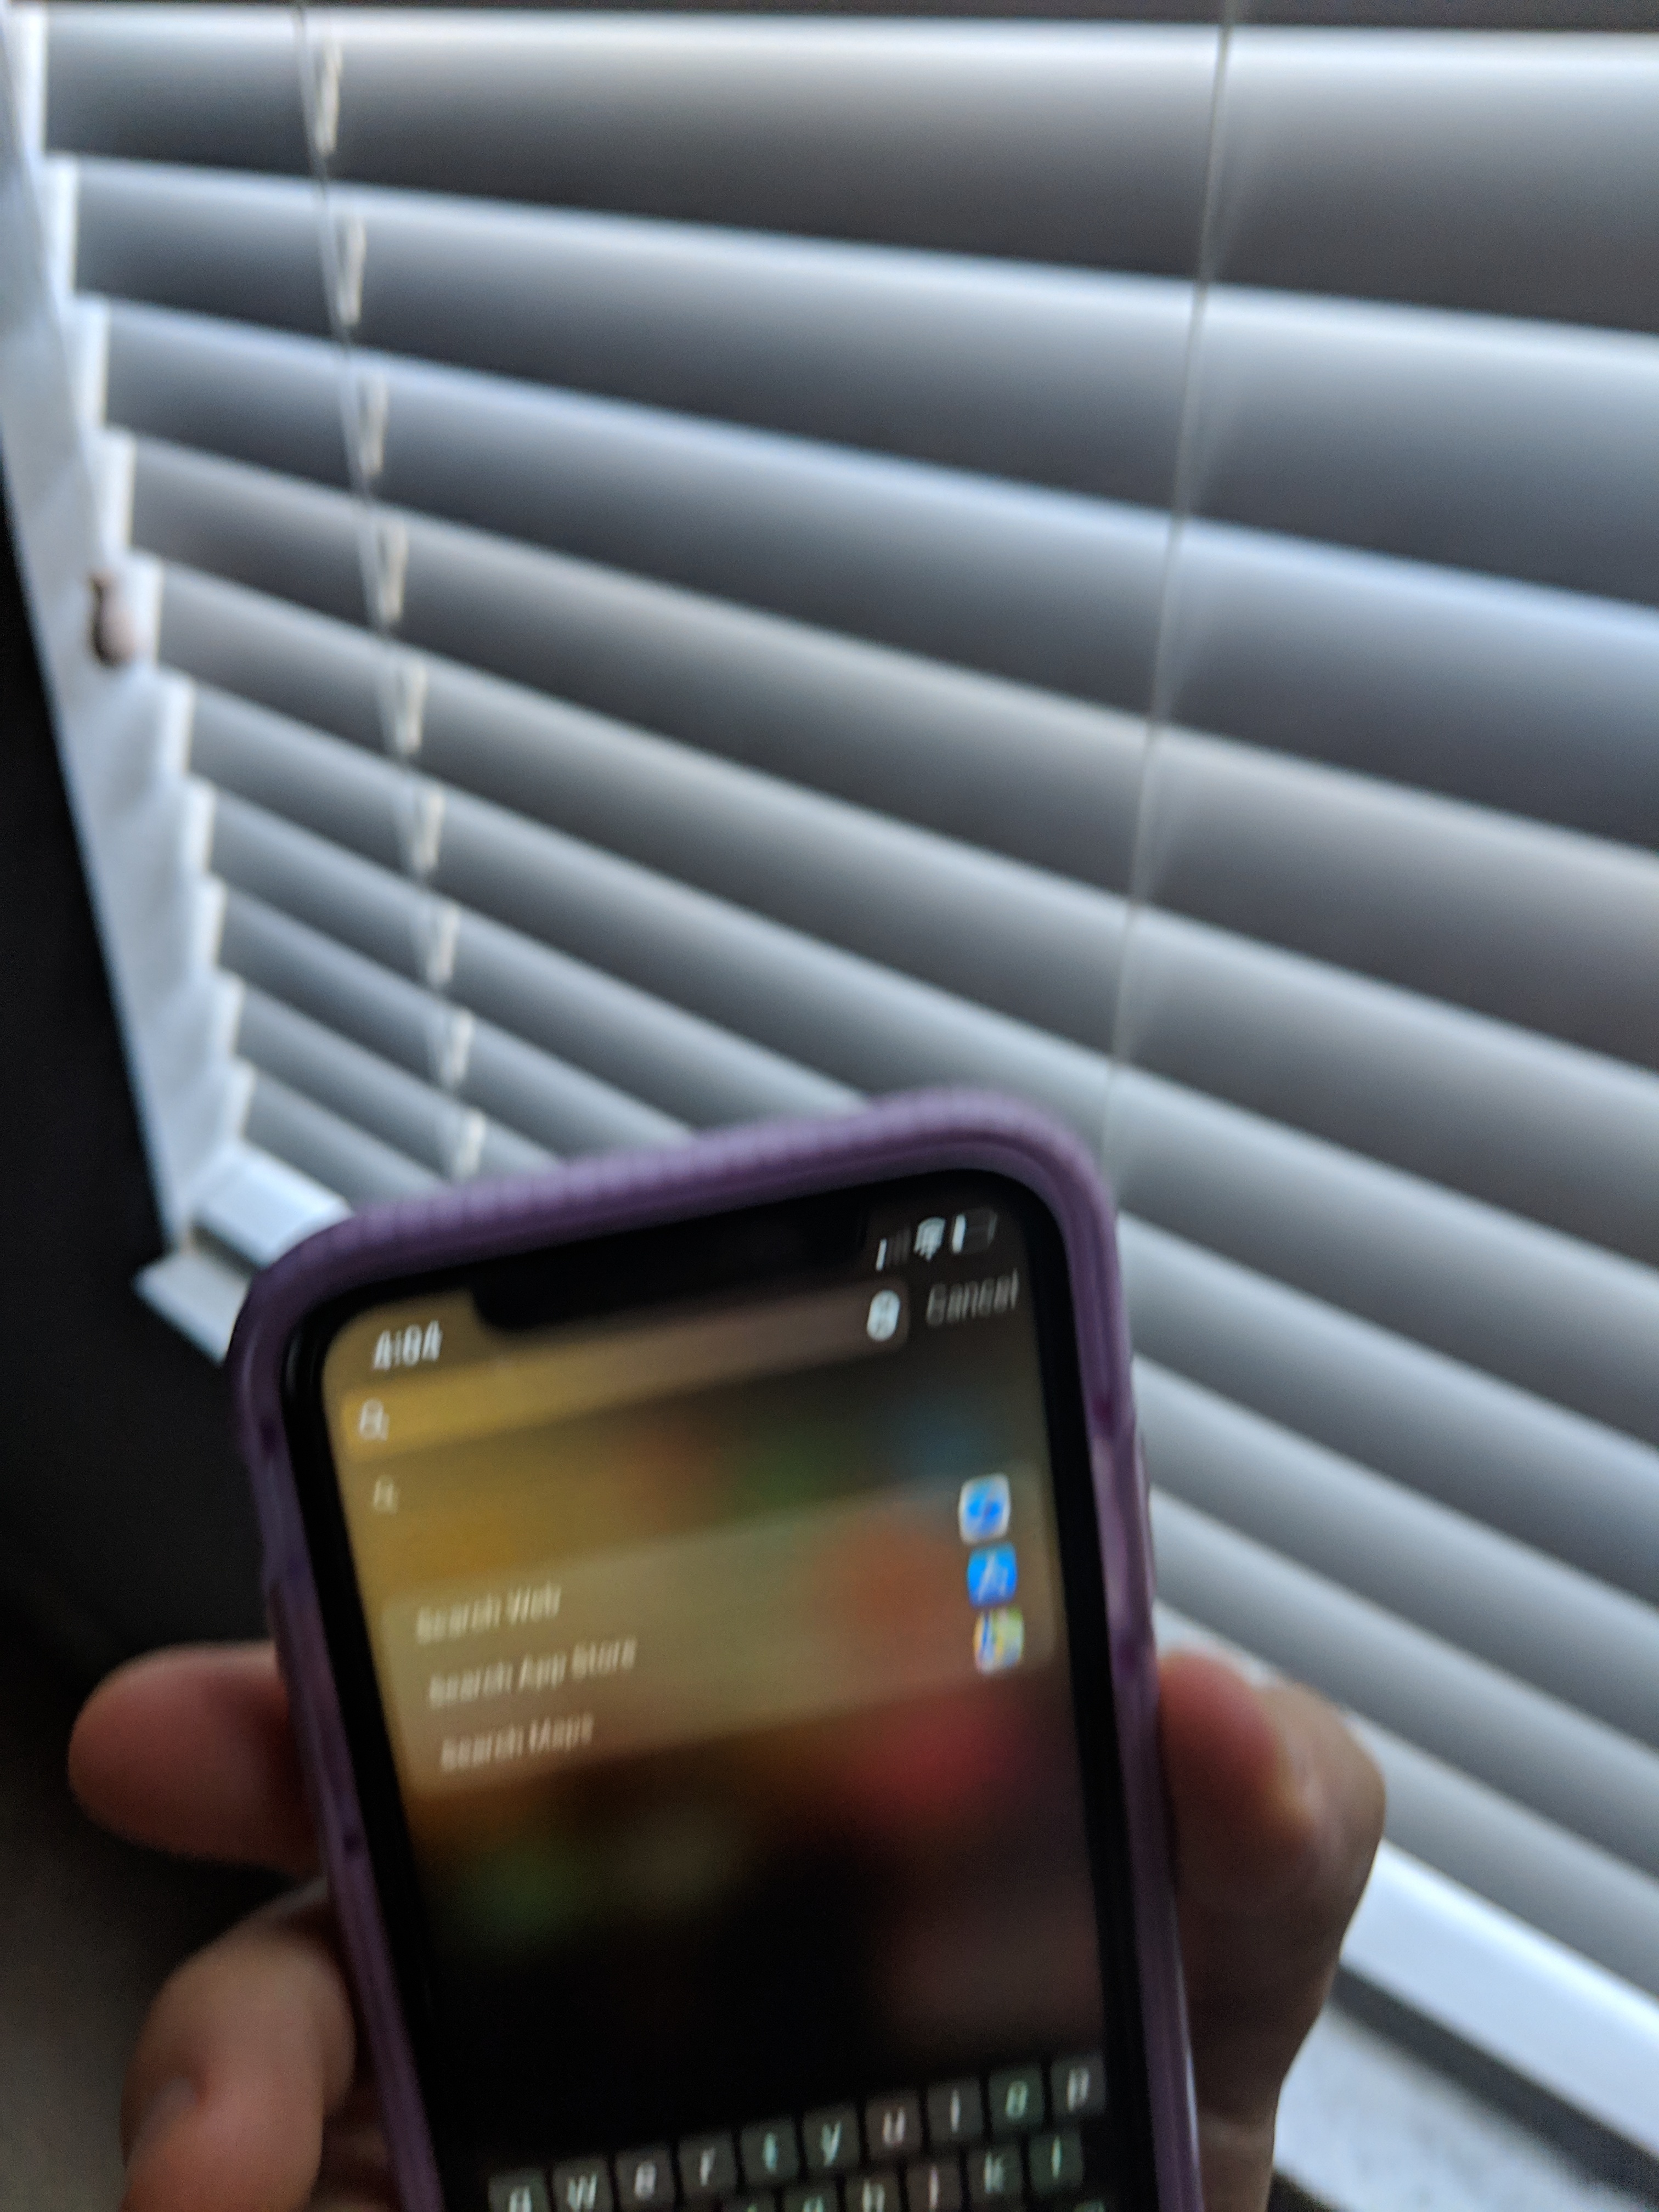 Cancel
Search Web
Search App Store
Search Maps
w e r t y u i o p
h j k l